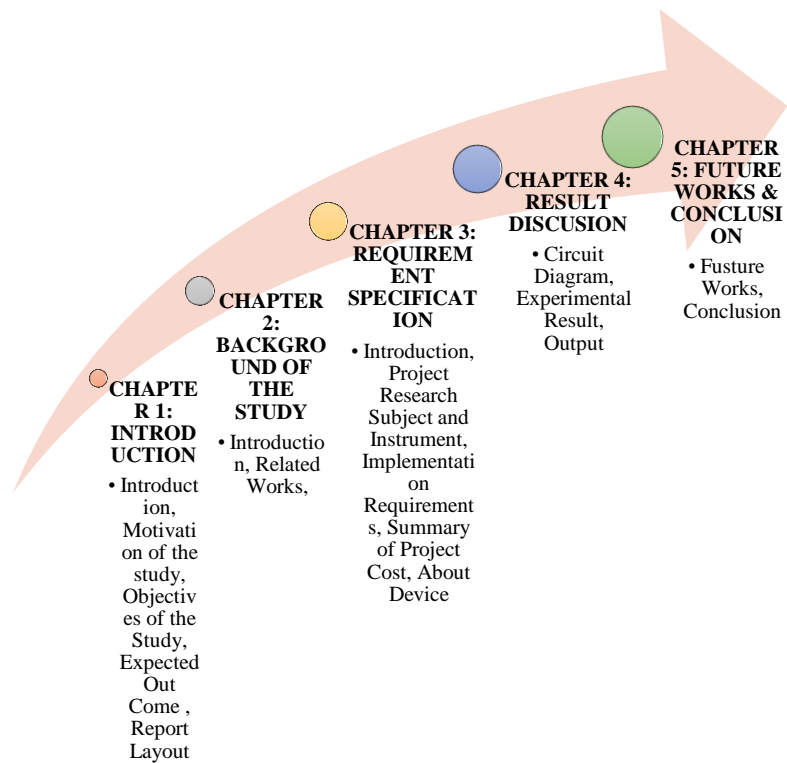 CHAPTE
R 1:
INTROD
UCTION
• Introduct
ion,
Motivati
on of the
study,
Objectiv
es of the
Study,
Expected
Out
Come ,
Report
Layout
CHAPTER
2:
BACKGRO
UND OF
THE
STUDY
• Introductio
n, Related
Works,
CHAPTER 3:
REQUIREM
ENT
SPECIFICAT
ION
• Introduction,
Project
Research
Subject and
Instrument,
Implementati
on
Requirement
s, Summary
of Project
Cost, About
Device
CHAPTER 4:
RESULT
DISCUSION
• Circuit
Diagram,
Experimental
Result,
Output
CHAPTER
5: FUTURE
WORKS &
CONCLUSI
ON
• Fusture
Works,
Conclusion